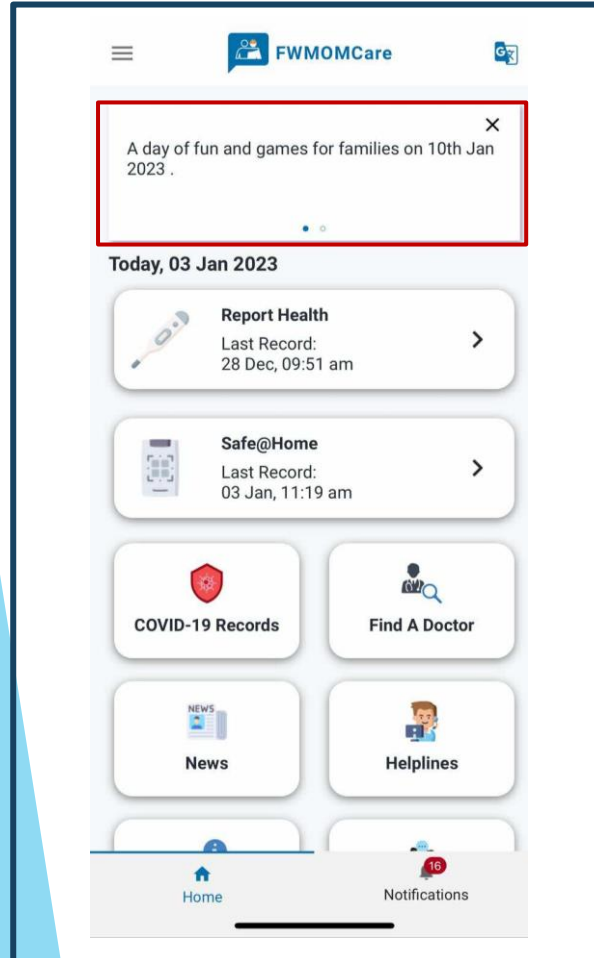 FWMOMCare
A day of fun and games for families on 10th Jan
2023 .
Today, 03 Jan 2023
Report Health
Last Record:
28 Dec, 09:51 am
Safe@Home
Last Record:
03 Jan, 11:19 am
COVID-19 Records
Find A Doctor
NEWS
News
Helplines
16
Home
Notifications